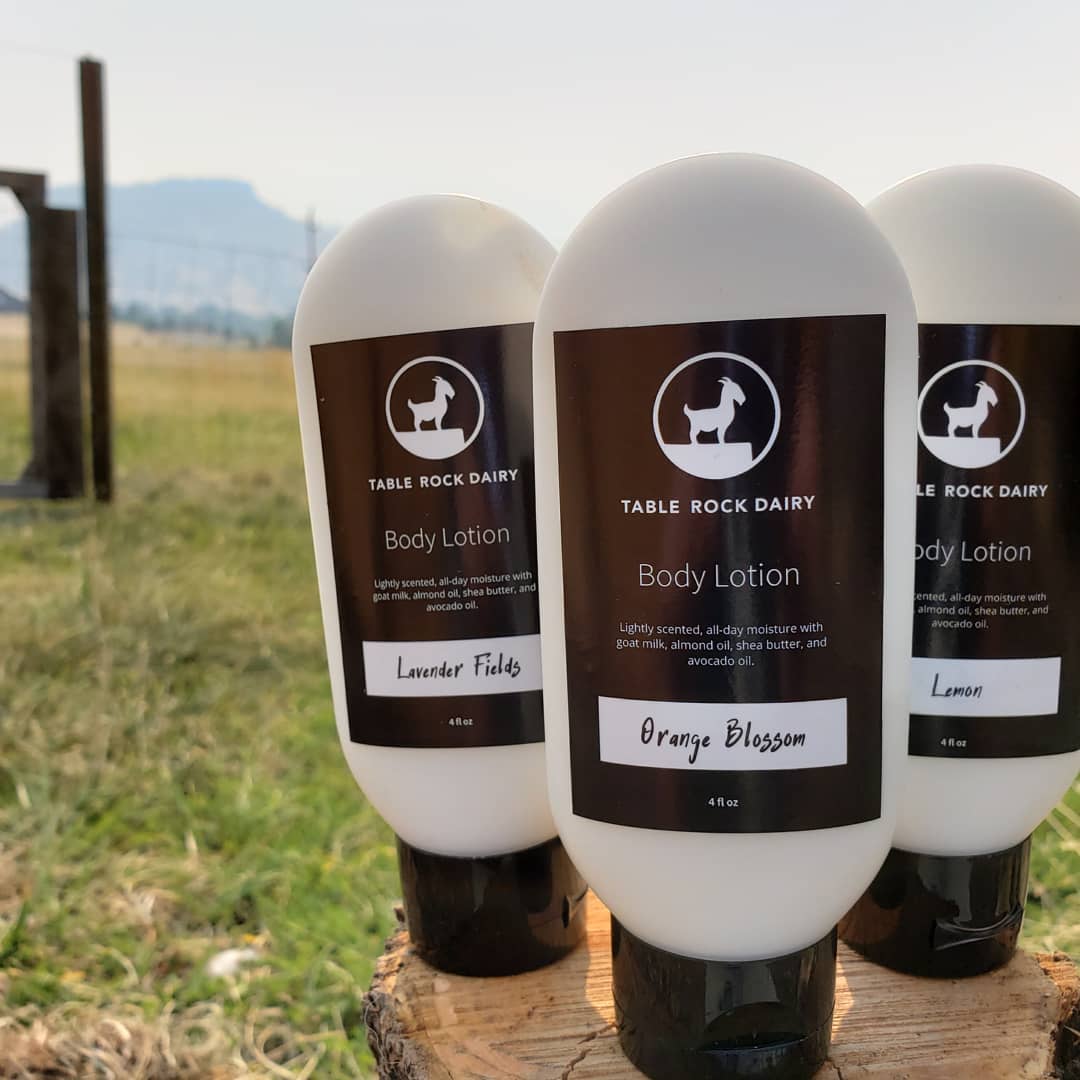 TABLE ROCK DAIRY
Body Lotion
Lightly scented, all-day moisture with
goat milk, almond oil, shea butter, and
avocado oil.
Lavender Fields
4 fl oz
TABLE ROCK DAIRY
Body Lotion
Lightly scented, all-day moisture with
goat milk, almond oil, shea butter, and
avocado oil.
Orange Blossom
4 fl oz
LE ROCK DAIRY
ody Lotion
cented, all-day moisture with
, almond oil, shea butter, and
avocado oil.
Lemon
4 fl oz